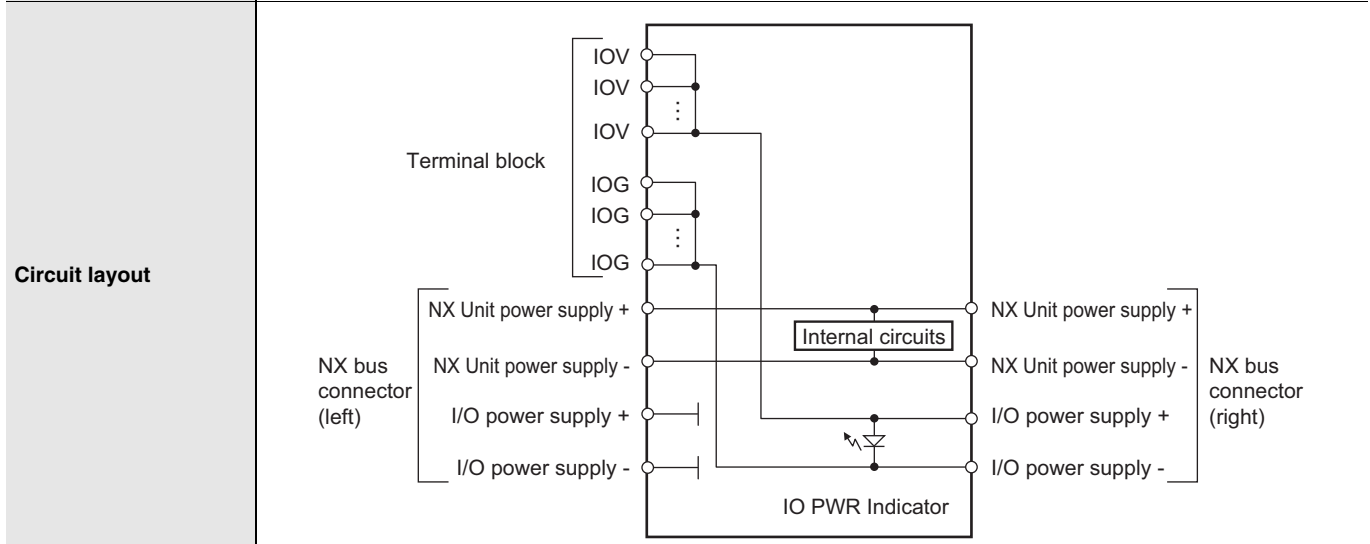 Circuit layout
Terminal block
IOV
IOV
⋮
IOV
IOG
IOG
⋮
IOG
NX bus
connector
(left)
NX Unit power supply +
NX Unit power supply -
I/O power supply +
I/O power supply -
Internal circuits
IO PWR Indicator
NX Unit power supply +
NX Unit power supply -
I/O power supply +
I/O power supply -
NX bus
connector
(right)